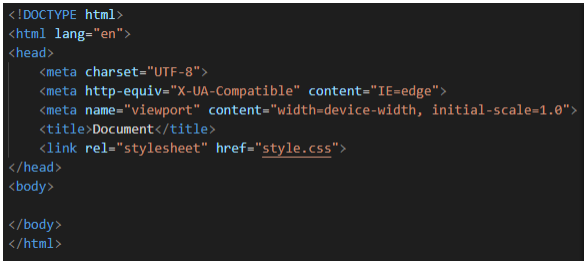 <!DOCTYPE html>
<html lang="en">
<head>
    <meta charset="UTF-8">
    <meta http-equiv="X-UA-Compatible" content="IE=edge">
    <meta name="viewport" content="width=device-width, initial-scale=1.0">
    <title>Document</title>
    <link rel="stylesheet" href="style.css">
</head>
<body>

</body>
</html>